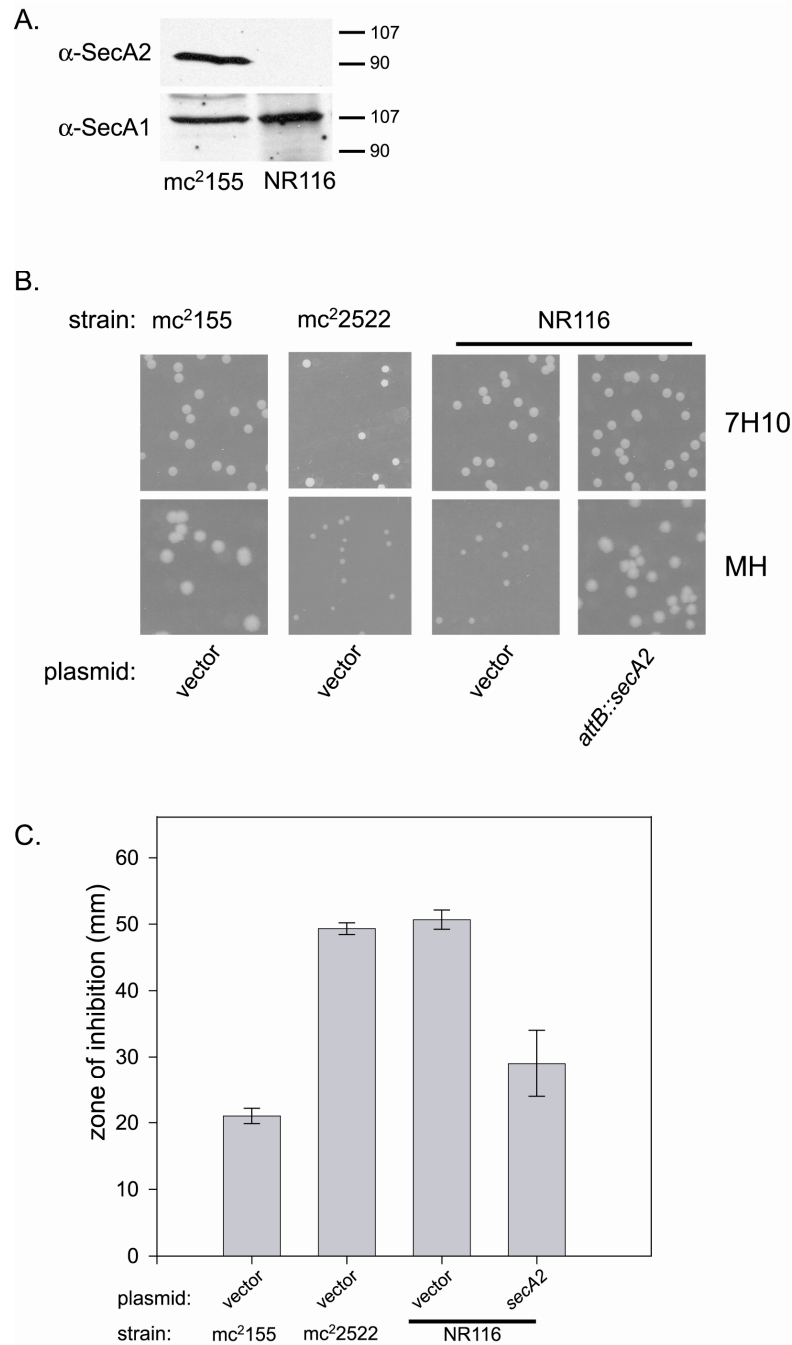 A.
α-SecA2
107
90
α-SecA1
107
90
mc²155 NR116
B.
strain: mc²155 mc²2522 NR116
7H10
MH
plasmid: vector vector vector attB::secA2
C.
zone of inhibition (mm)
60
50
40
30
20
10
0
plasmid: vector vector vector secA2
strain: mc²155 mc²2522 NR116